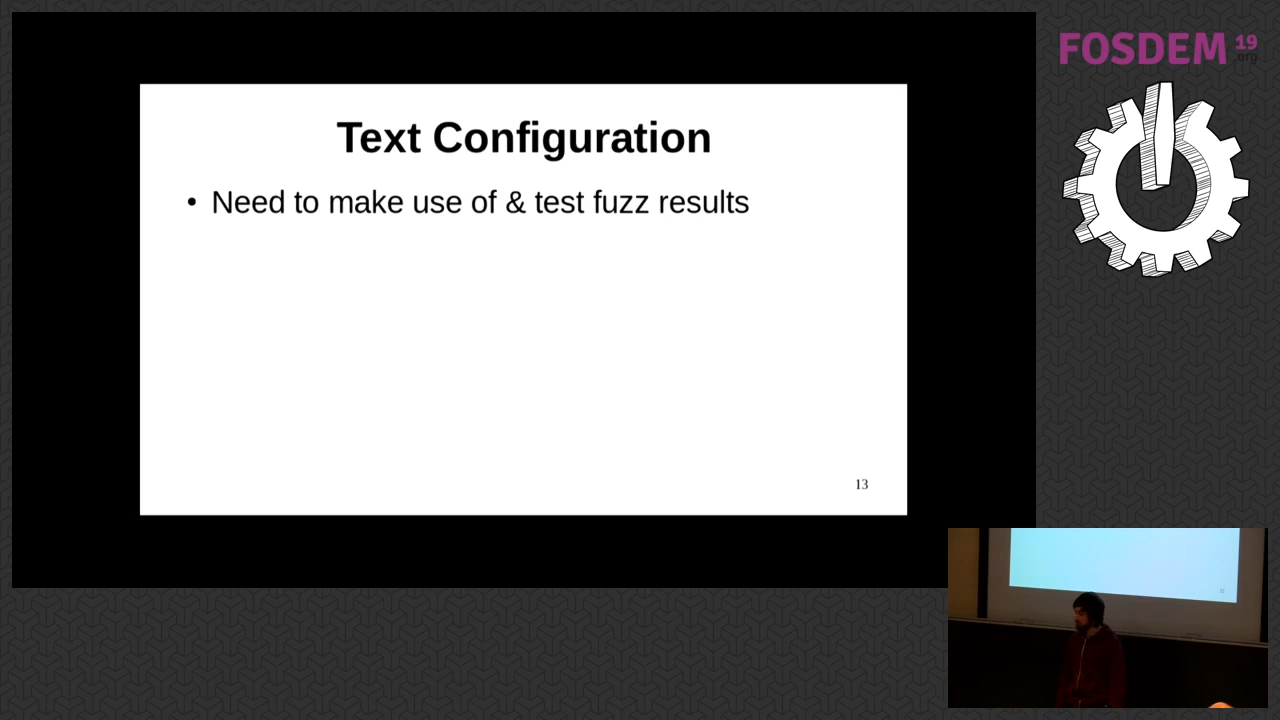 FOSDEM 19
.org
Text Configuration
• Need to make use of & test fuzz results
13